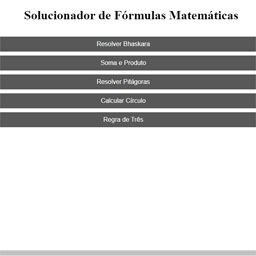 Solucionador de Fórmulas Matemáticas
Resolver Bhaskara
Soma e Produto
Resolver Pitágoras
Calcular Círculo
Regra de Três